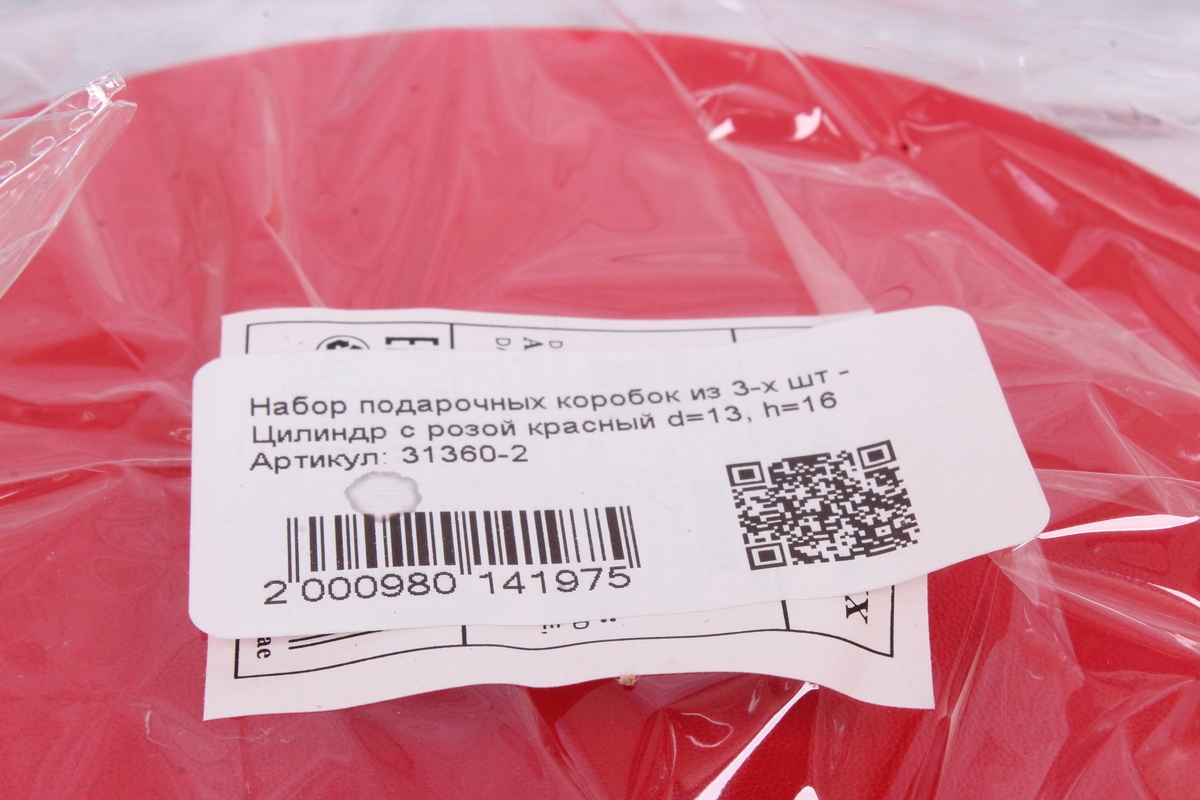 Набор подарочных коробок из 3-х шт -
Цилиндр с розой красный d=13, h=16
Артикул: 31360-2
2 000980 141975